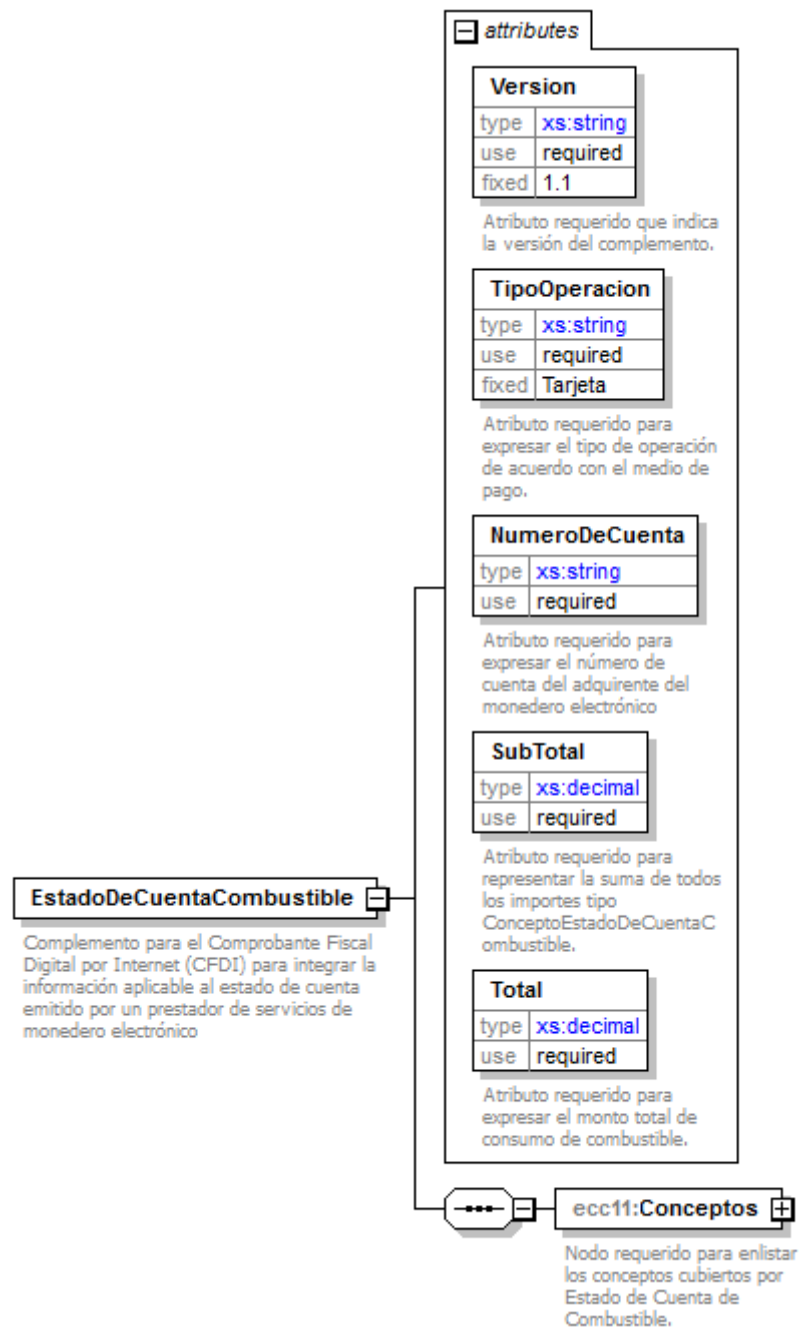 attributes
Version
type xs:string
use required
fixed 1.1
Atributo requerido que indica
la versión del complemento.
TipoOperacion
type xs:string
use required
fixed Tarjeta
Atributo requerido para
expresar el tipo de operación
de acuerdo con el medio de
pago.
NumeroDeCuenta
type xs:string
use required
Atributo requerido para
expresar el número de
cuenta del adquirente del
monedero electrónico
SubTotal
type xs:decimal
use required
Atributo requerido para
representar la suma de todos
los importes tipo
ConceptoEstadoDeCuentaC
ombustible.
Total
type xs:decimal
use required
Atributo requerido para
expresar el monto total de
consumo de combustible.
EstadoDeCuentaCombustible
Complemento para el Comprobante Fiscal
Digital por Internet (CFDI) para integrar la
información aplicable al estado de cuenta
emitido por un prestador de servicios de
monedero electrónico
ecc11:Conceptos
Nodo requerido para enlistar
los conceptos cubiertos por
Estado de Cuenta de
Combustible.